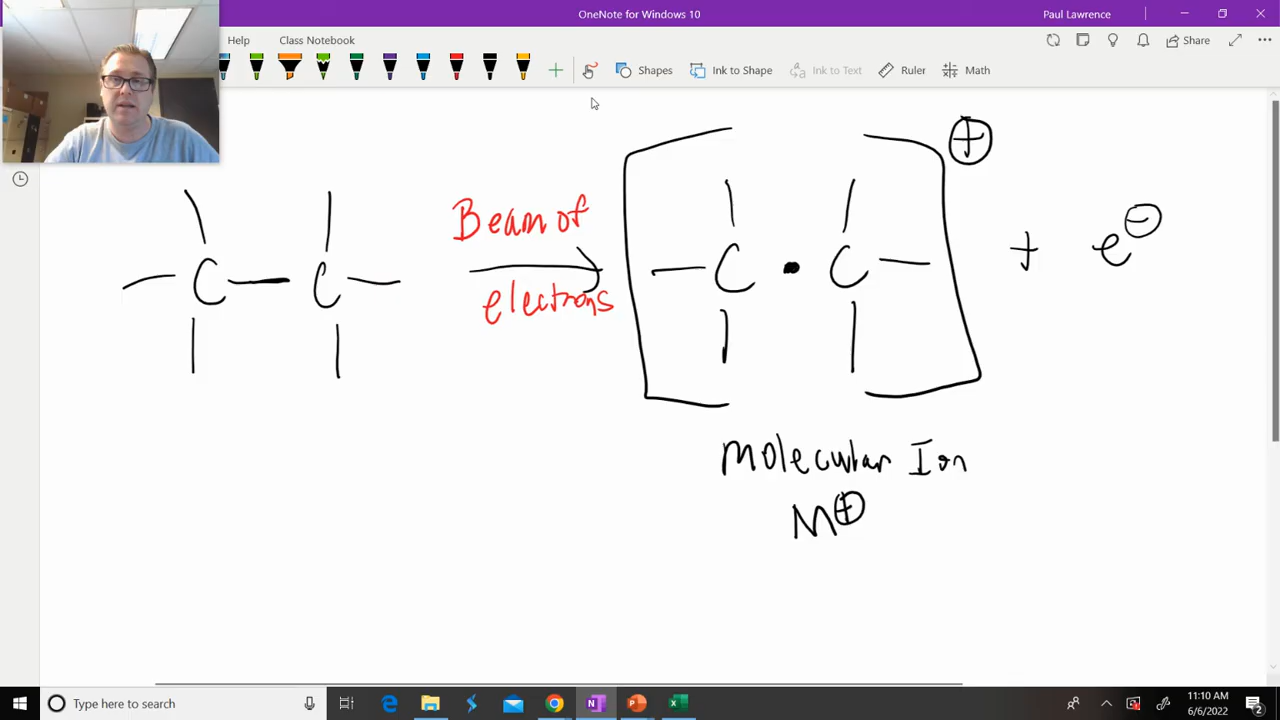 OneNote for Windows 10
Paul Lawrence
Help
Class Notebook
Share
Shapes
Ink to Shape
Ink to Text
Ruler
Math
Beam of
electrons
C C
C • C
+
+ e⊖
Molecular Ion
M⊕
Type here to search
11:10 AM
6/6/2022
2